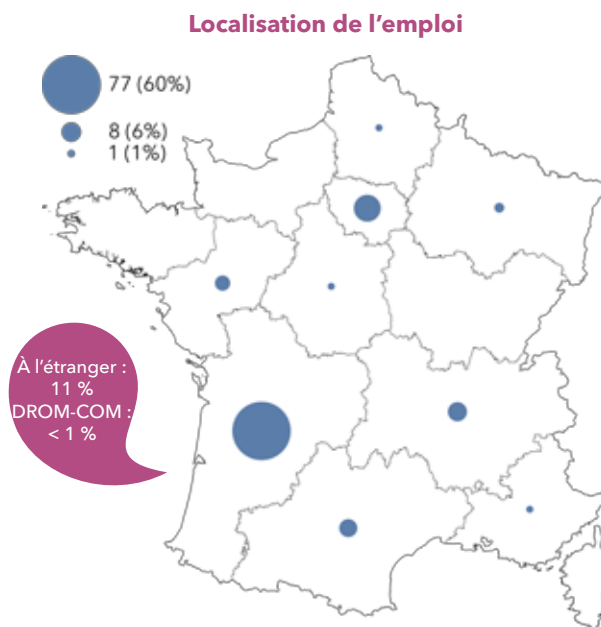 Localisation de l’emploi
77 (60%)
8 (6%)
1 (1%)
À l’étranger :
11 %
DROM-COM :
< 1 %